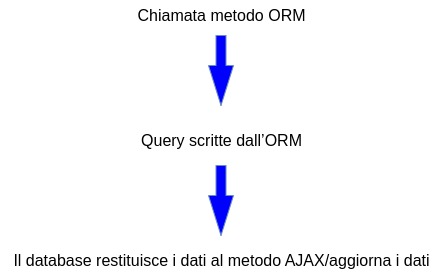 Chiamata metodo ORM
Query scritte dall’ORM
Il database restituisce i dati al metodo AJAX/aggiorna i dati